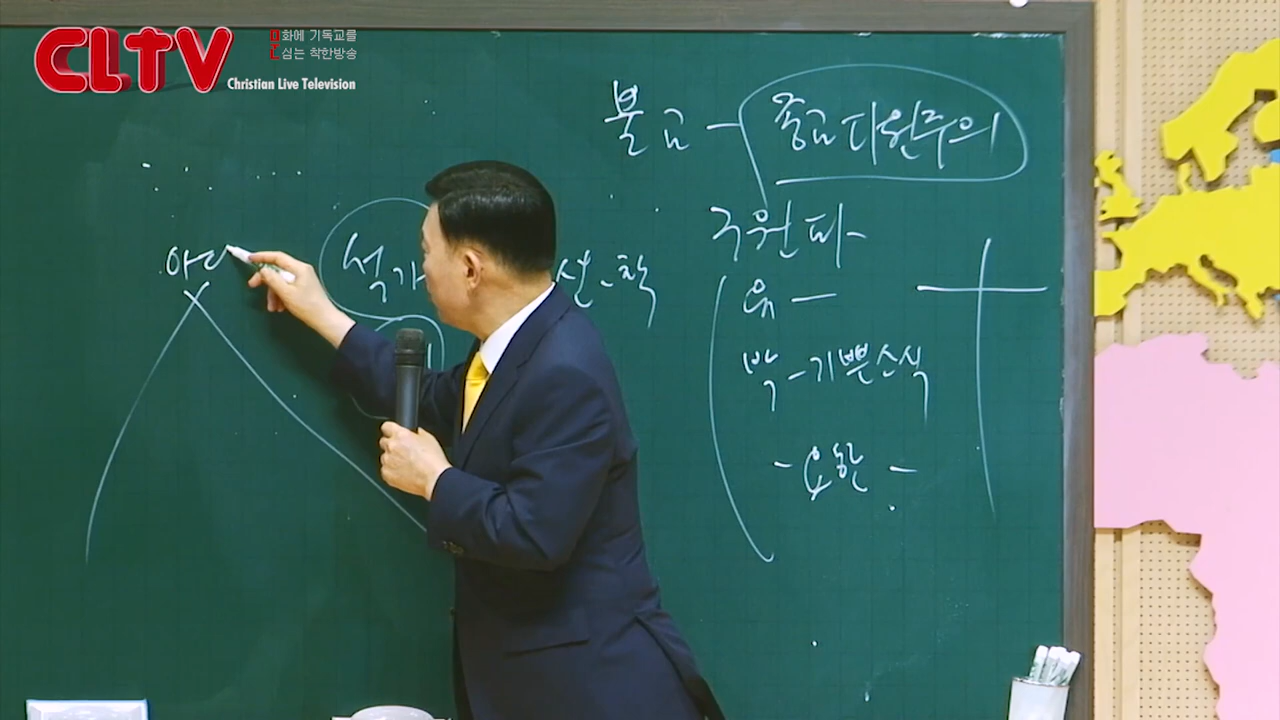 CLTV
문화에 기독교를
심는 착한방송
Christian Live Television
불교 - 종교다원주의
구원파
유 -
박 - 기쁜소식
- 요한 -
석가
아다